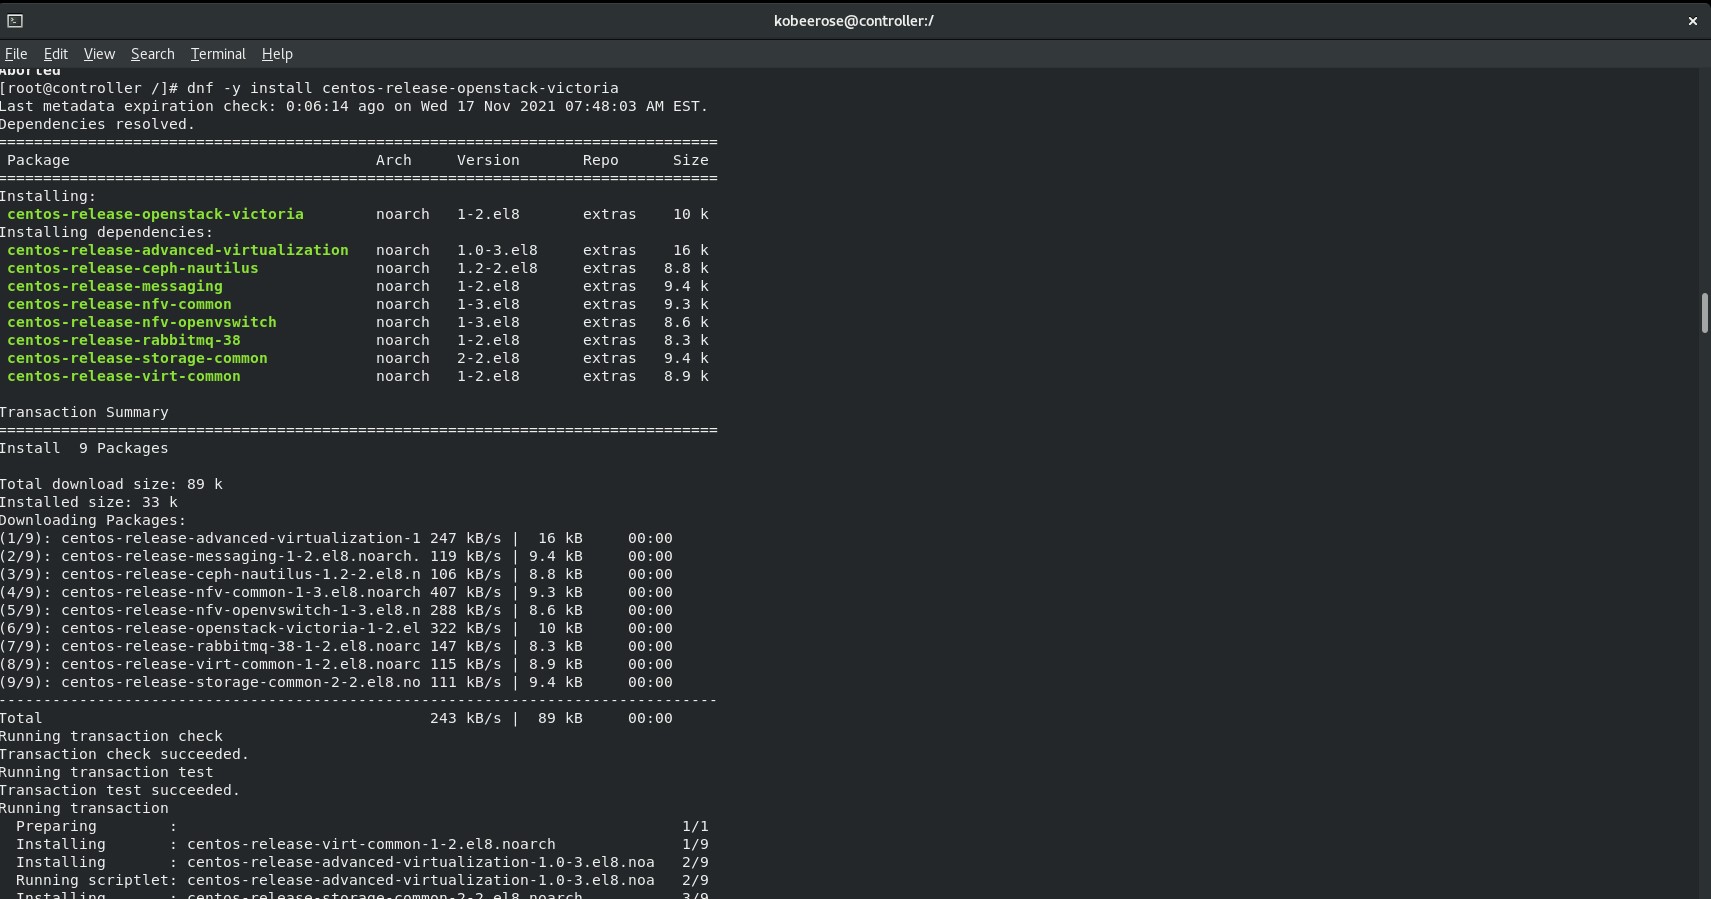 kobeerose@controller:/
File Edit View Search Terminal Help
Aborted
[root@controller /]# dnf -y install centos-release-openstack-victoria
Last metadata expiration check: 0:06:14 ago on Wed 17 Nov 2021 07:48:03 AM EST.
Dependencies resolved.
================================================================================
Package Arch Version Repo Size
================================================================================
Installing:
centos-release-openstack-victoria noarch 1-2.el8 extras 10 k
Installing dependencies:
centos-release-advanced-virtualization noarch 1.0-3.el8 extras 16 k
centos-release-ceph-nautilus noarch 1.2-2.el8 extras 8.8 k
centos-release-messaging noarch 1-2.el8 extras 9.4 k
centos-release-nfv-common noarch 1-3.el8 extras 9.3 k
centos-release-nfv-openvswitch noarch 1-3.el8 extras 8.6 k
centos-release-rabbitmq-38 noarch 1-2.el8 extras 8.3 k
centos-release-storage-common noarch 2-2.el8 extras 9.4 k
centos-release-virt-common noarch 1-2.el8 extras 8.9 k
Transaction Summary
================================================================================
Install 9 Packages
Total download size: 89 k
Installed size: 33 k
Downloading Packages:
(1/9): centos-release-advanced-virtualization-1 247 kB/s | 16 kB 00:00
(2/9): centos-release-messaging-1-2.el8.noarch. 119 kB/s | 9.4 kB 00:00
(3/9): centos-release-ceph-nautilus-1.2-2.el8.n 106 kB/s | 8.8 kB 00:00
(4/9): centos-release-nfv-common-1-3.el8.noarch 407 kB/s | 9.3 kB 00:00
(5/9): centos-release-nfv-openvswitch-1-3.el8.n 288 kB/s | 8.6 kB 00:00
(6/9): centos-release-openstack-victoria-1-2.el 322 kB/s | 10 kB 00:00
(7/9): centos-release-rabbitmq-38-1-2.el8.noarc 147 kB/s | 8.3 kB 00:00
(8/9): centos-release-virt-common-1-2.el8.noarc 115 kB/s | 8.9 kB 00:00
(9/9): centos-release-storage-common-2-2.el8.no 111 kB/s | 9.4 kB 00:00
--------------------------------------------------------------------------------
Total 243 kB/s | 89 kB 00:00
Running transaction check
Transaction check succeeded.
Running transaction test
Transaction test succeeded.
Running transaction
Preparing : 1/1
Installing : centos-release-virt-common-1-2.el8.noarch 1/9
Installing : centos-release-advanced-virtualization-1.0-3.el8.noa 2/9
Running scriptlet: centos-release-advanced-virtualization-1.0-3.el8.noa 2/9
Installing : centos-release-storage-common-2-2.el8.noarch 3/9